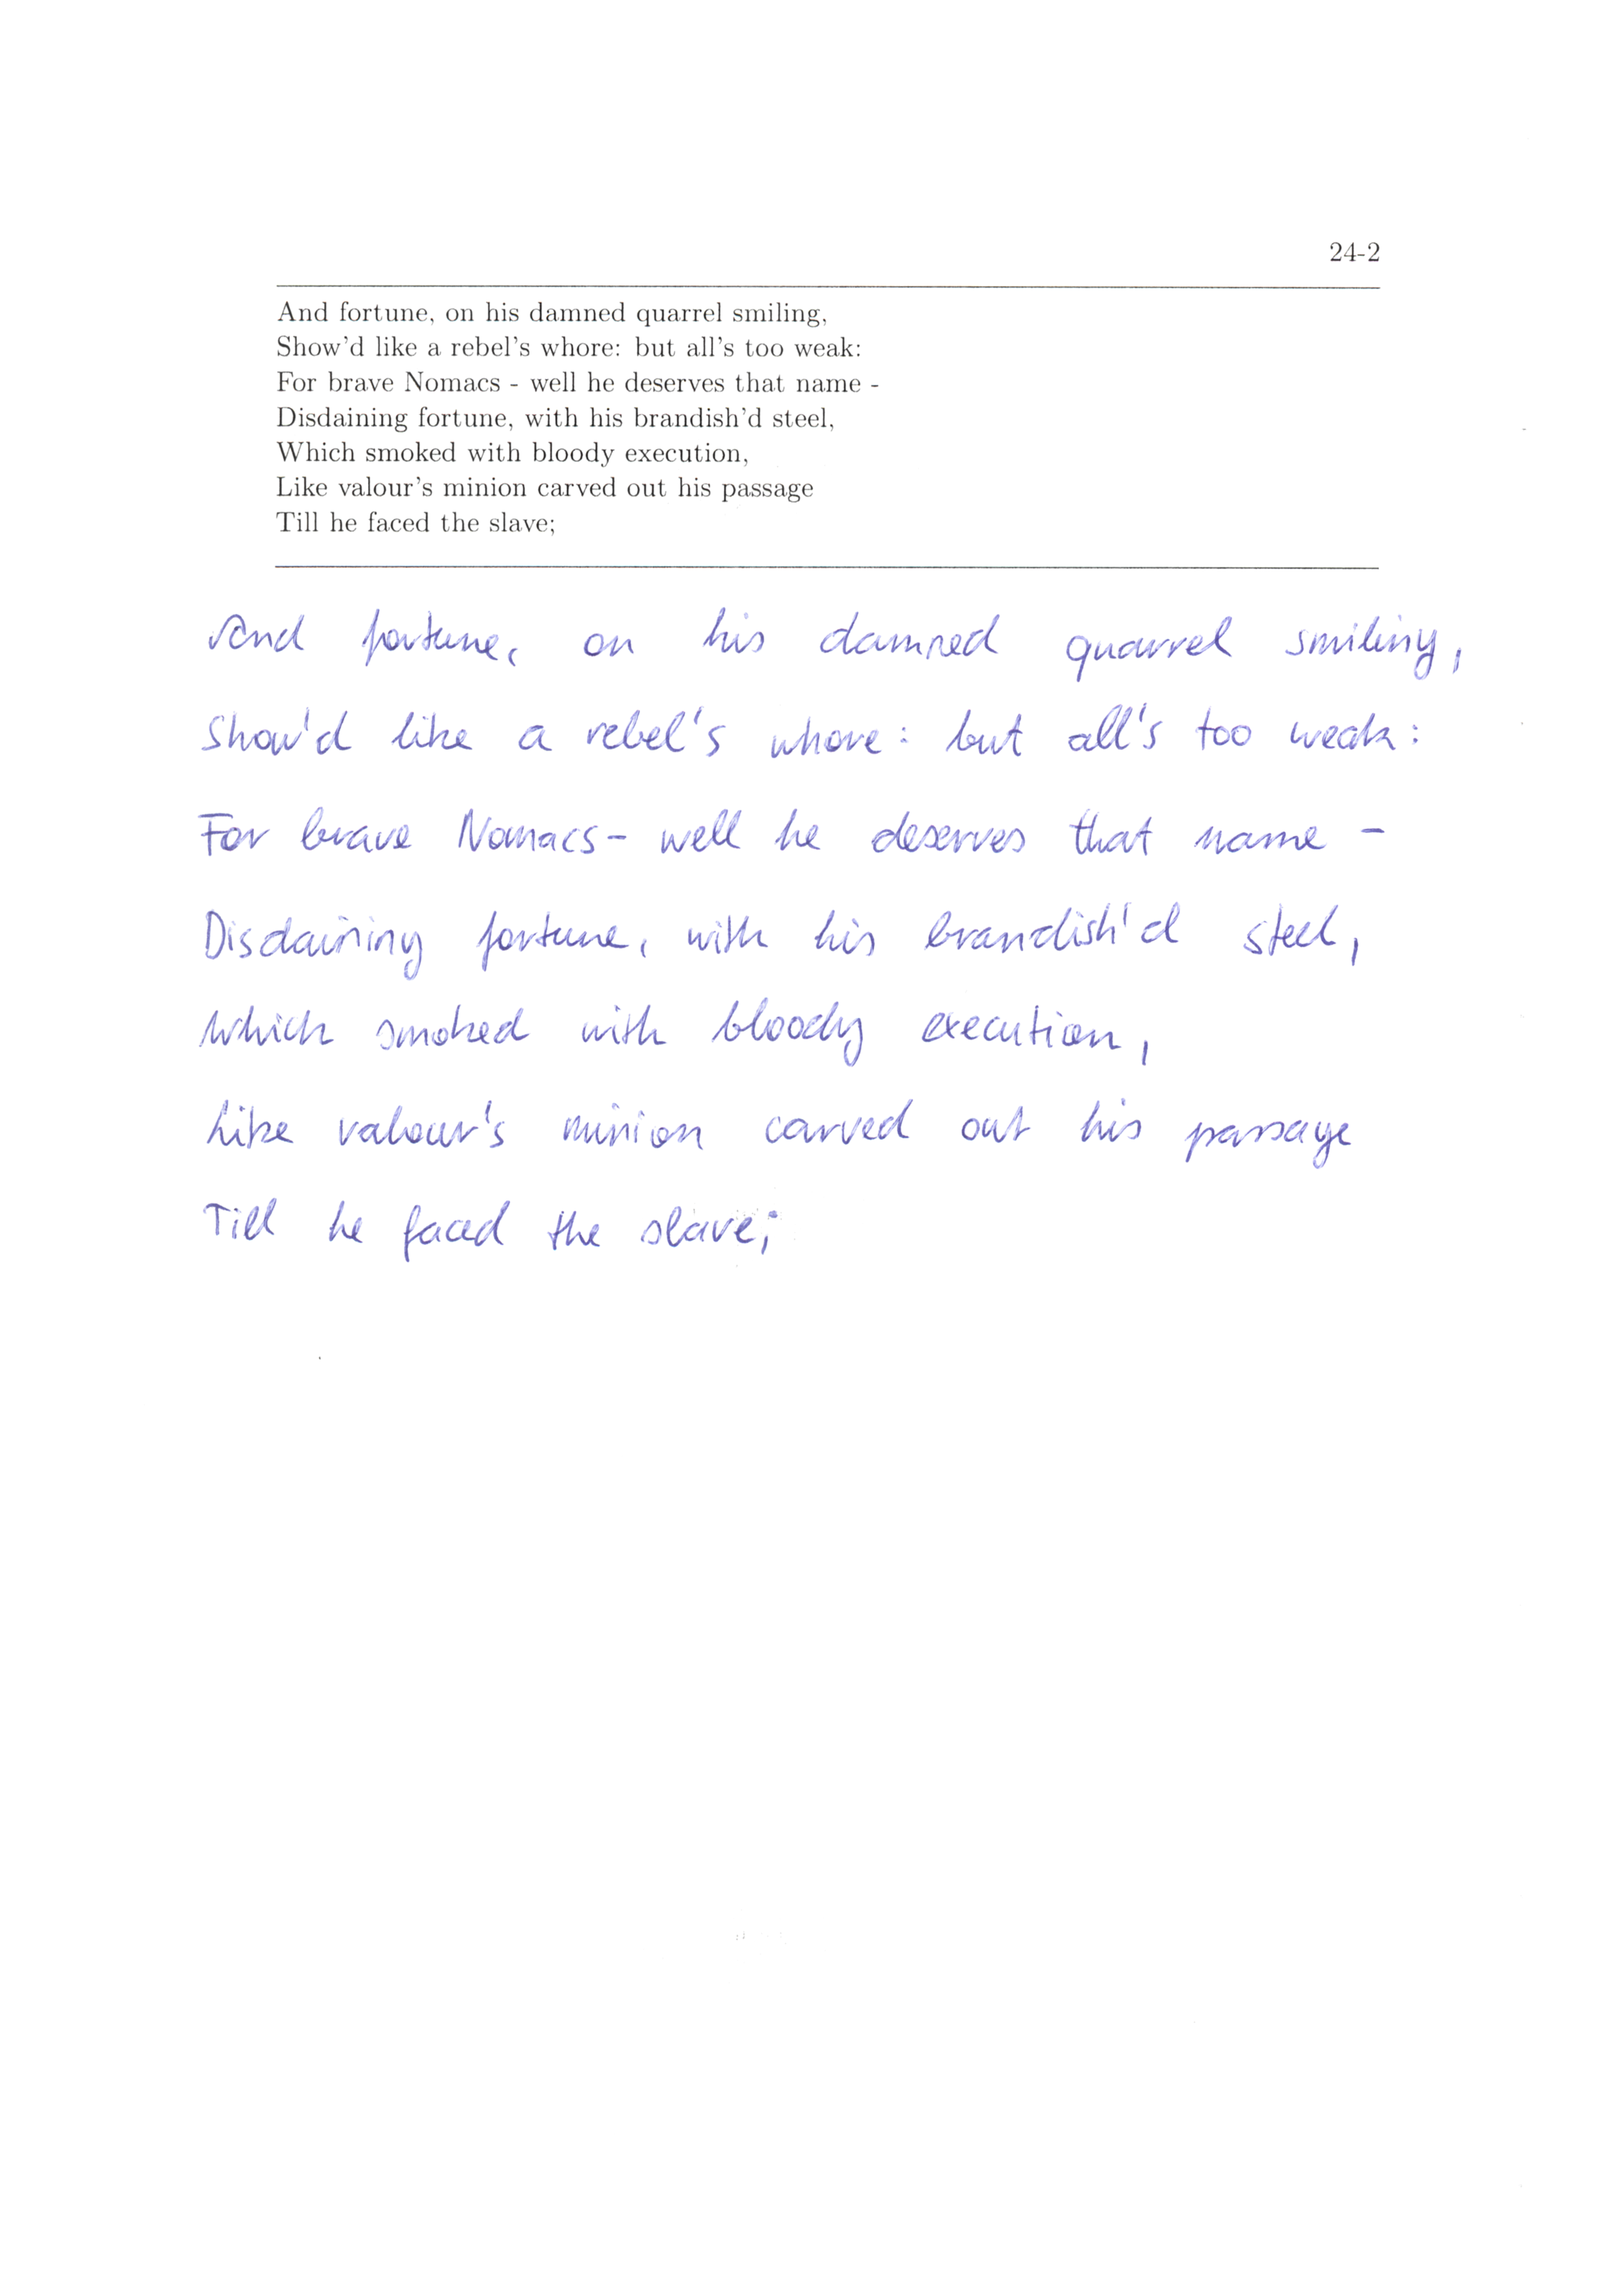 24-2
And fortune, on his damned quarrel smiling,
Show'd like a rebel's whore: but all's too weak:
For brave Nomacs - well he deserves that name -
Disdaining fortune, with his brandish'd steel,
Which smoked with bloody execution,
Like valour's minion carved out his passage
Till he faced the slave;
And fortune, on his damned quarrel smiling,
Show'd like a rebel's whore: but all's too weak:
For brave Nomacs - well he deserves that name -
Disdaining fortune, with his brandish'd steel,
Which smoked with bloody execution,
Like valour's minion carved out his passage
Till he faced the slave;